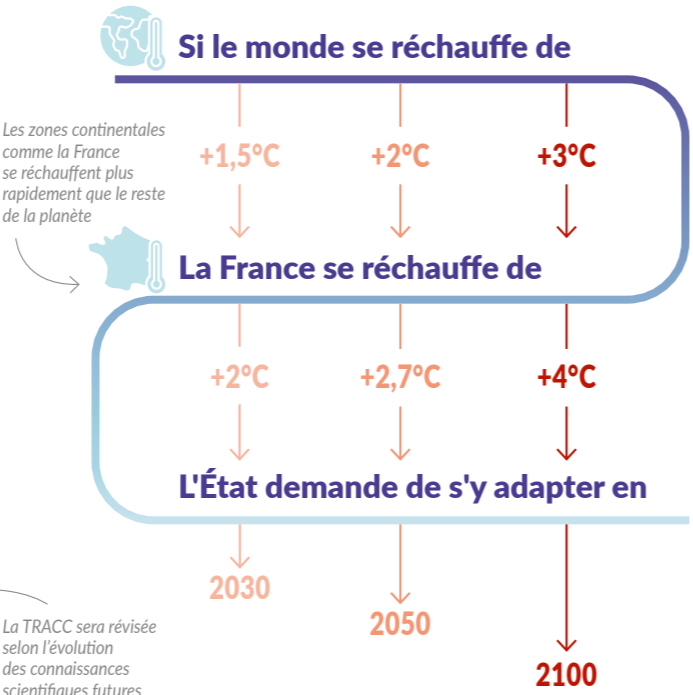 Si le monde se réchauffe de
Les zones continentales
comme la France
se réchauffent plus
rapidement que le reste
de la planète
+1,5°C
+2°C
+3°C
La France se réchauffe de
+2°C
+2,7°C
+4°C
L'État demande de s'y adapter en
2030
2050
2100
La TRACC sera révisée
selon l'évolution
des connaissances
scientifiques futures